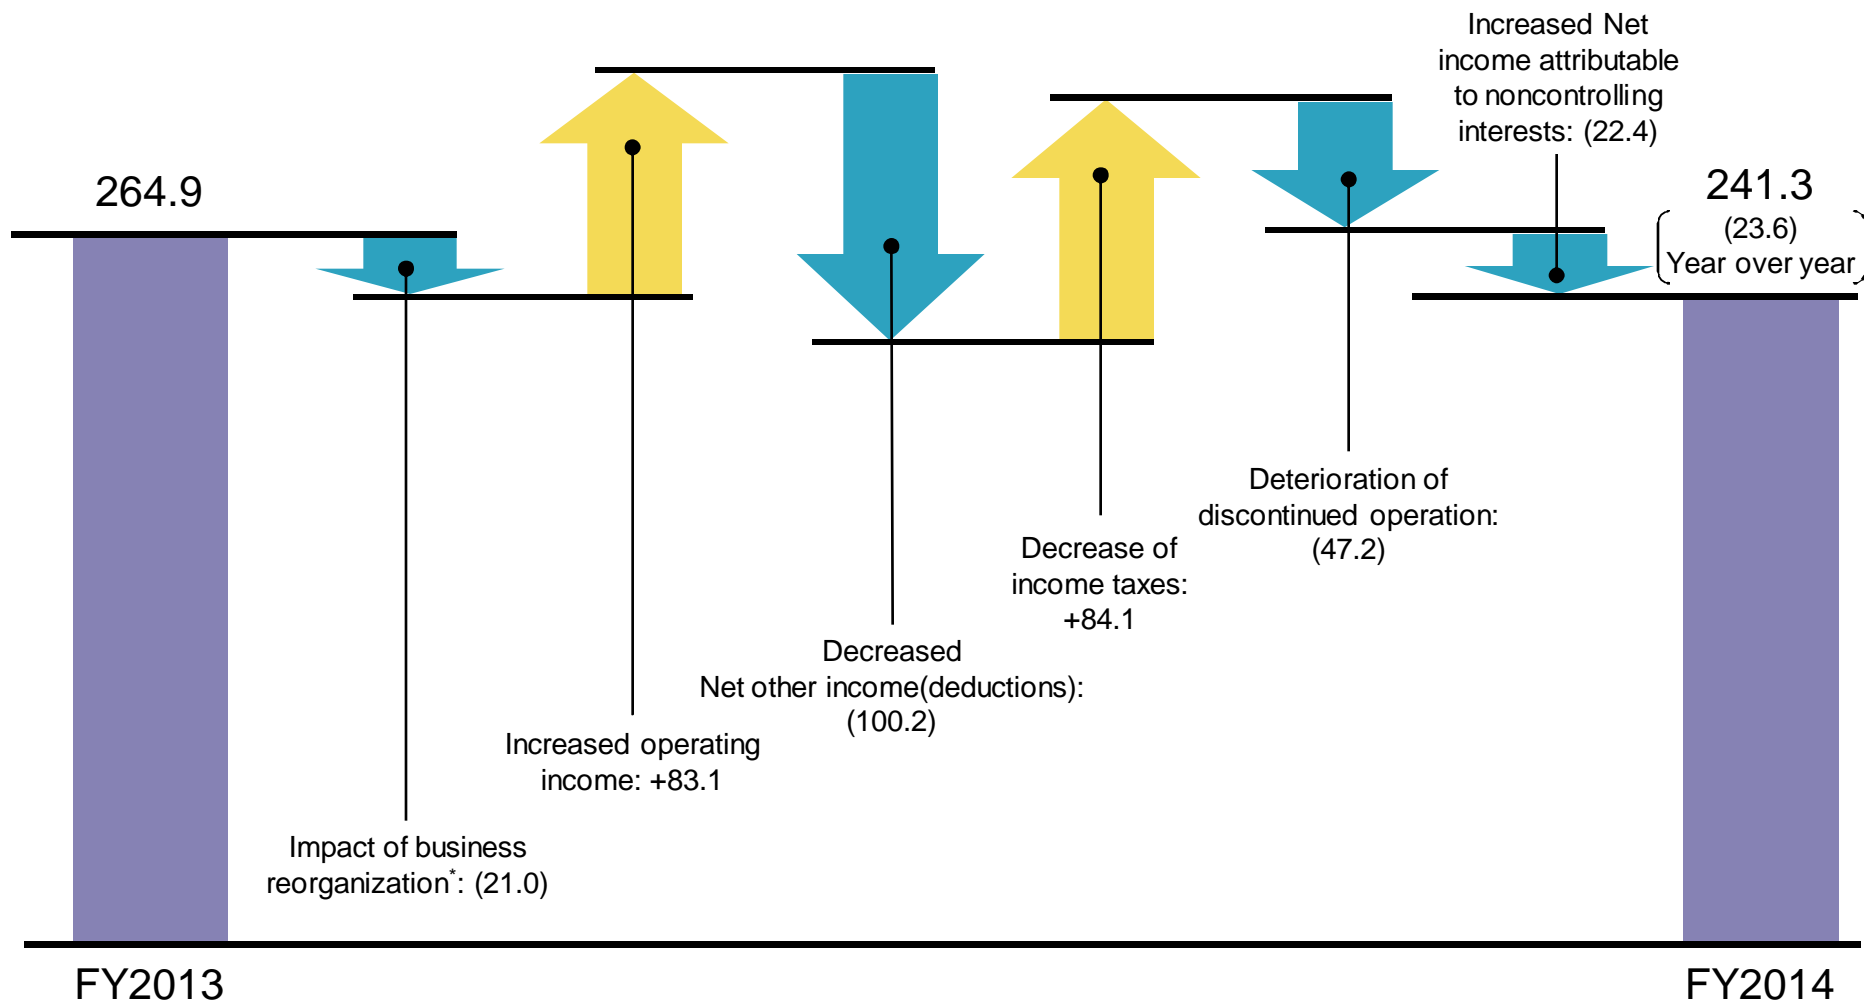 Increased Net
income attributable
to noncontrolling
interests: (22.4)
264.9
241.3
(23.6)
Year over year
Deterioration of
discontinued operation:
(47.2)
Decrease of
income taxes:
+84.1
Decreased
Net other income(deductions):
(100.2)
Increased operating
income: +83.1
Impact of business
reorganization*: (21.0)
FY2013
FY2014